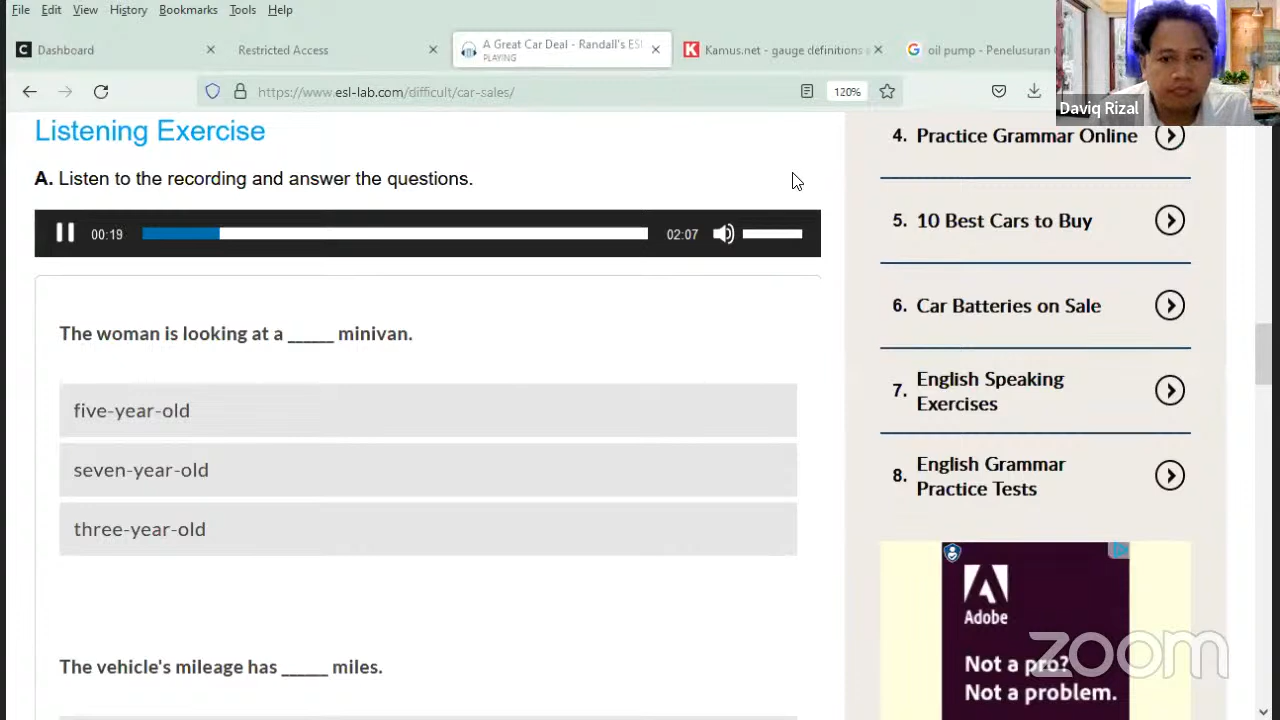 File Edit View History Bookmarks Tools Help
Dashboard
Restricted Access
A Great Car Deal - Randall's ESL
PLAYING
Kamus.net - gauge definitions
oil pump - Penelusuran
https://www.esl-lab.com/difficult/car-sales/
120%
Daviq Rizal
Listening Exercise
A. Listen to the recording and answer the questions.
00:19
02:07
The woman is looking at a ______ minivan.
five-year-old
seven-year-old
three-year-old
The vehicle's mileage has ______ miles.
4. Practice Grammar Online
5. 10 Best Cars to Buy
6. Car Batteries on Sale
7. English Speaking
Exercises
8. English Grammar
Practice Tests
Adobe
Not a pro?
Not a problem.
zoom